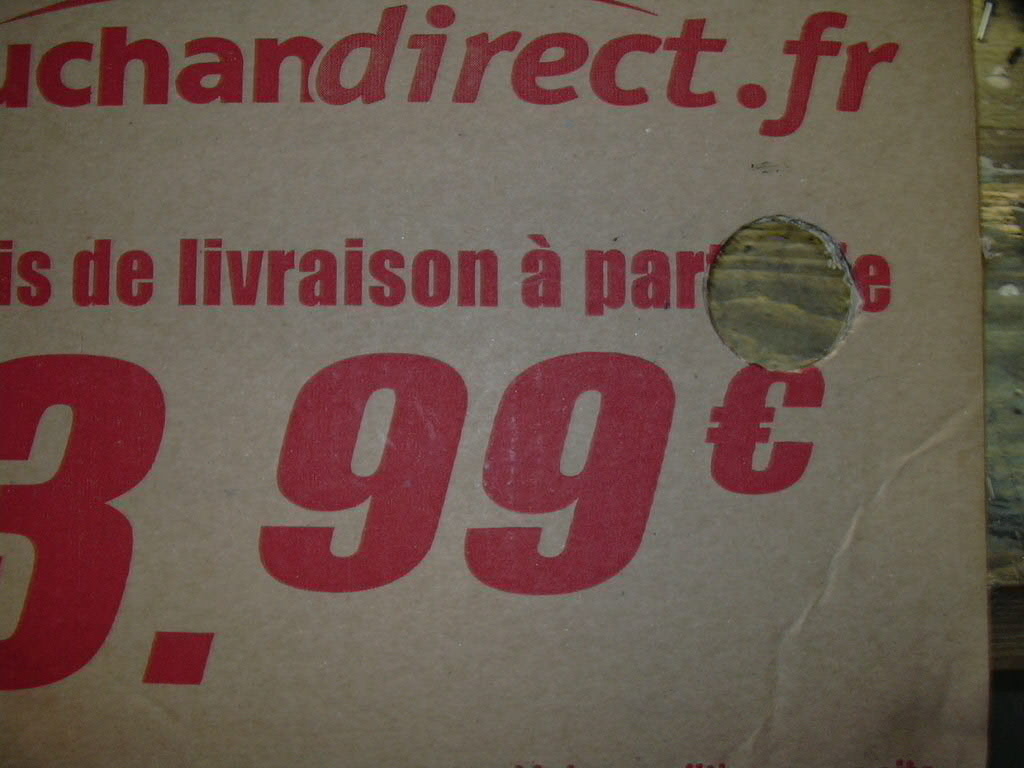 uchandirect.fr
is de livraison à par e
3.99€